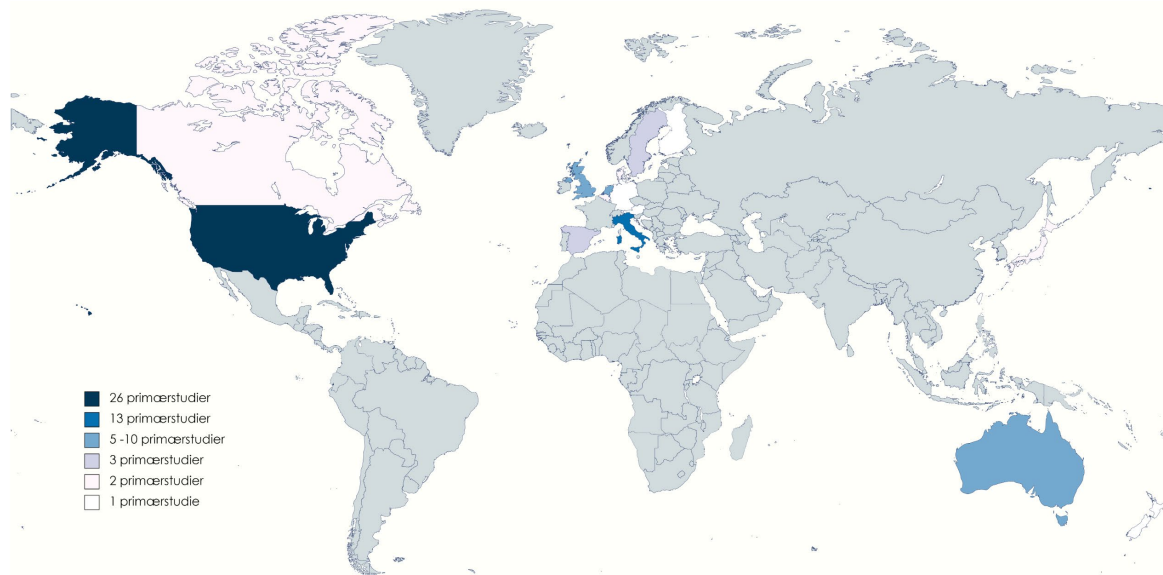 26 primærstudier
13 primærstudier
5 -10 primærstudier
3 primærstudier
2 primærstudier
1 primærstudie